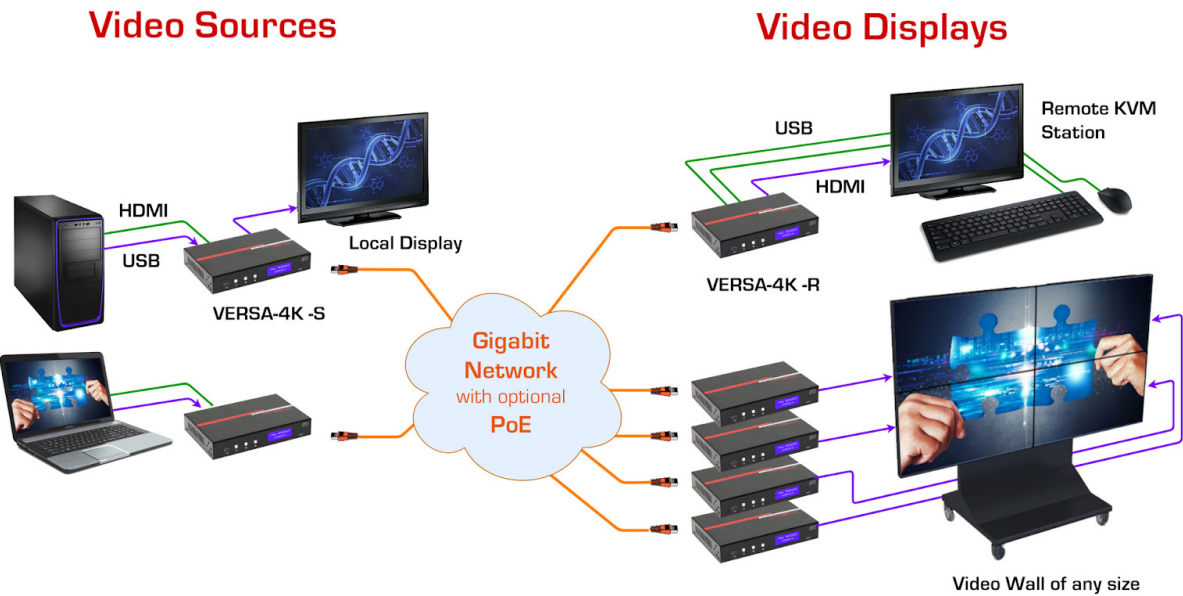 Video Sources
Video Displays
Remote KVM
Station
USB
HDMI
HDMI
USB
Local Display
VERSA-4K -S
VERSA-4K -R
Gigabit
Network
with optional
PoE
Video Wall of any size